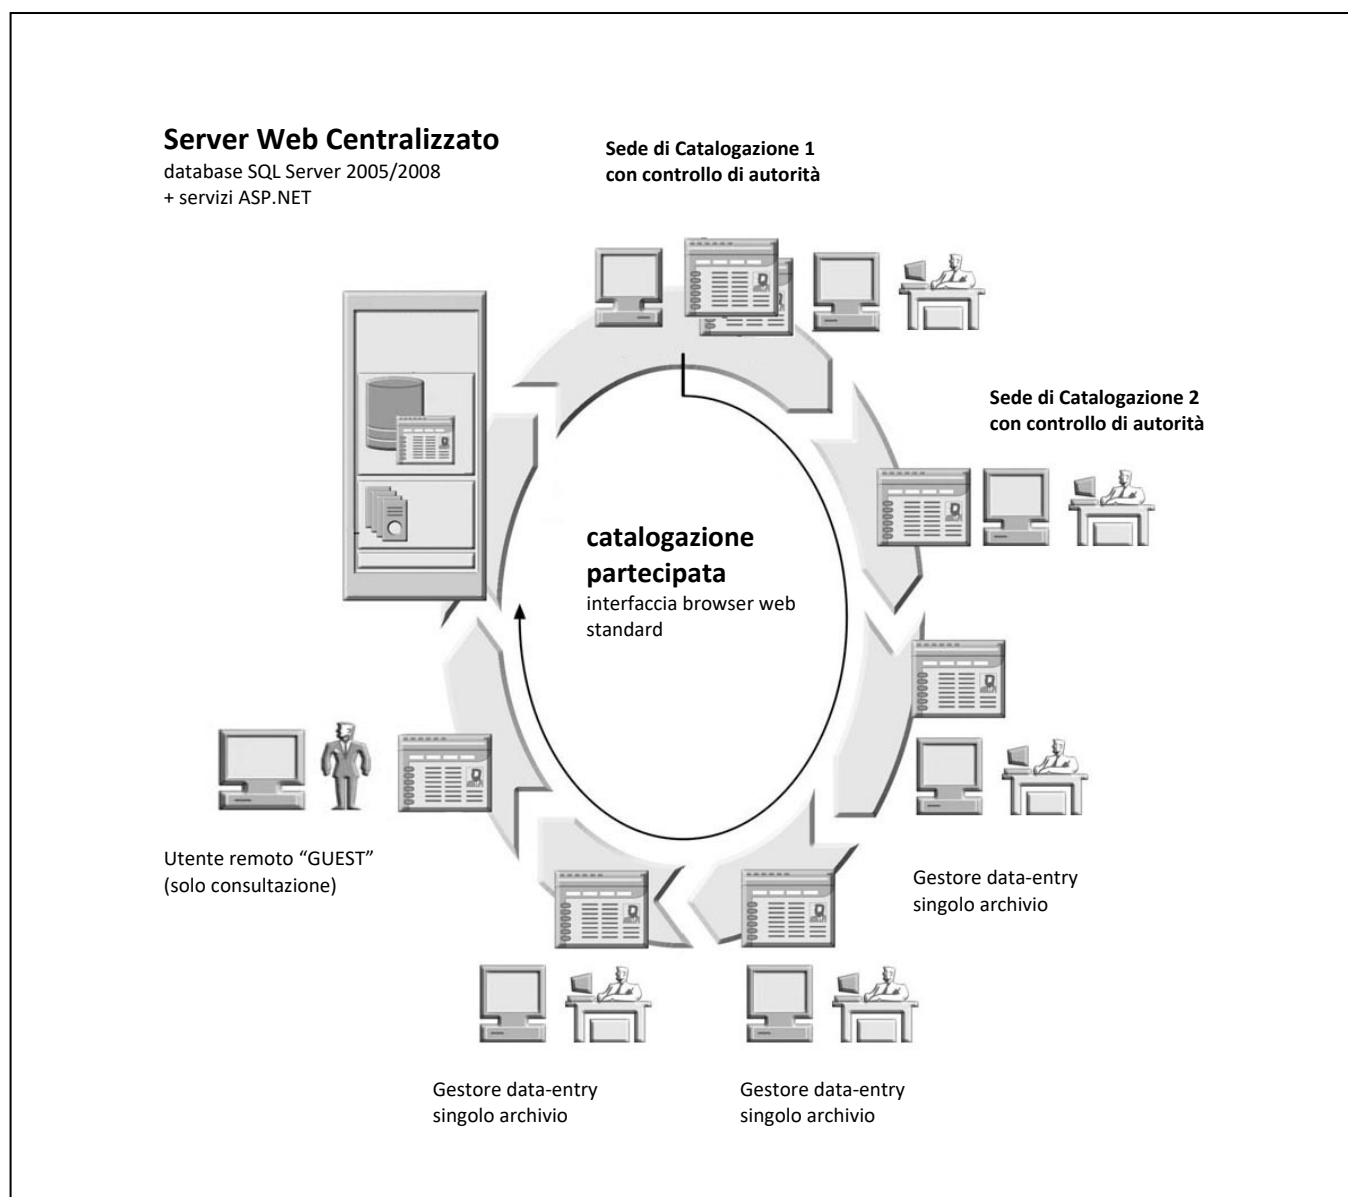 Server Web Centralizzato
database SQL Server 2005/2008
+ servizi ASP.NET
Sede di Catalogazione 1
con controllo di autorità
Sede di Catalogazione 2
con controllo di autorità
catalogazione
partecipata
interfaccia browser web
standard
Utente remoto “GUEST”
(solo consultazione)
Gestore data-entry
singolo archivio
Gestore data-entry
singolo archivio
Gestore data-entry
singolo archivio